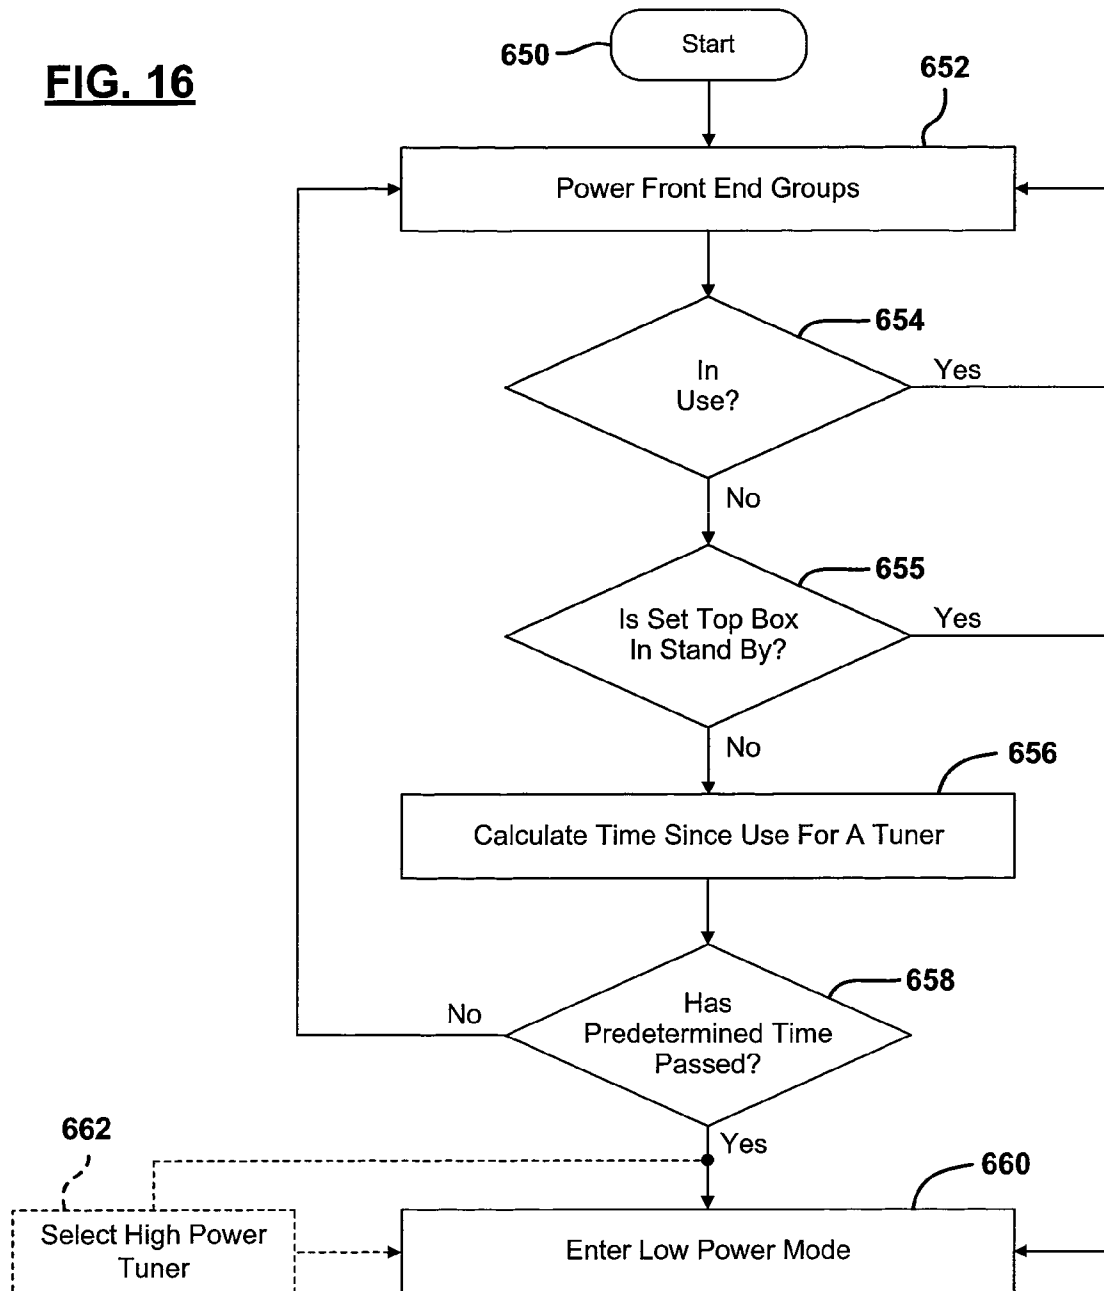 FIG. 16
650
Start
652
Power Front End Groups
654
In
Use?
Yes
No
655
Is Set Top Box
In Stand By?
Yes
No
656
Calculate Time Since Use For A Tuner
658
Has
Predetermined Time
Passed?
No
Yes
662
Select High Power
Tuner
660
Enter Low Power Mode